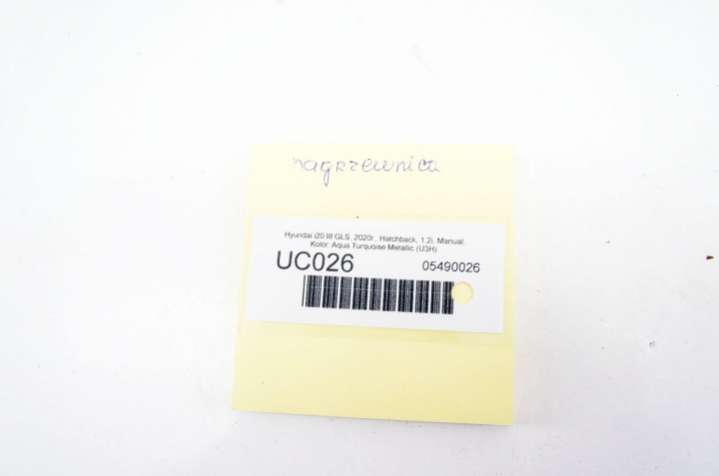 nagrzewnica
Hyundai i20 III GLS, 2020r., Hatchback, 1.2i, Manual,
Kolor: Aqua Turquoise Metallic (U3H)
UC026
05490026